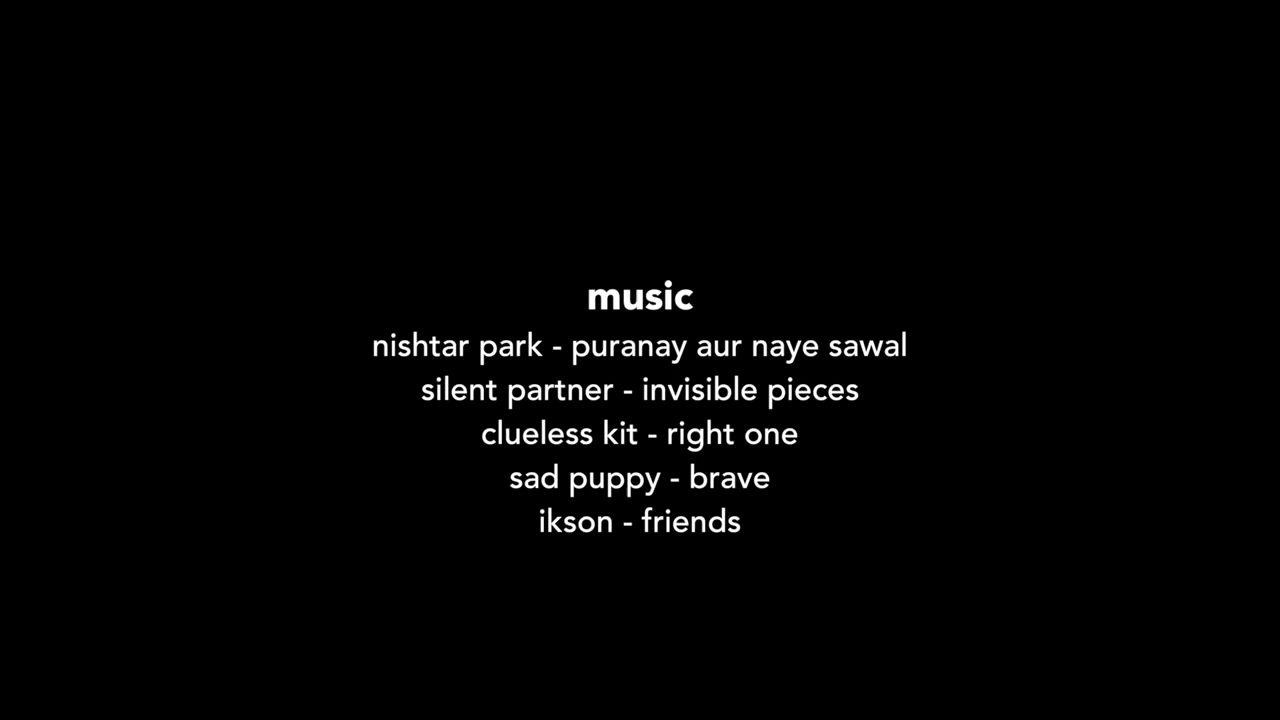 music
nishtar park - puranay aur naye sawal
silent partner - invisible pieces
clueless kit - right one
sad puppy - brave
ikson - friends